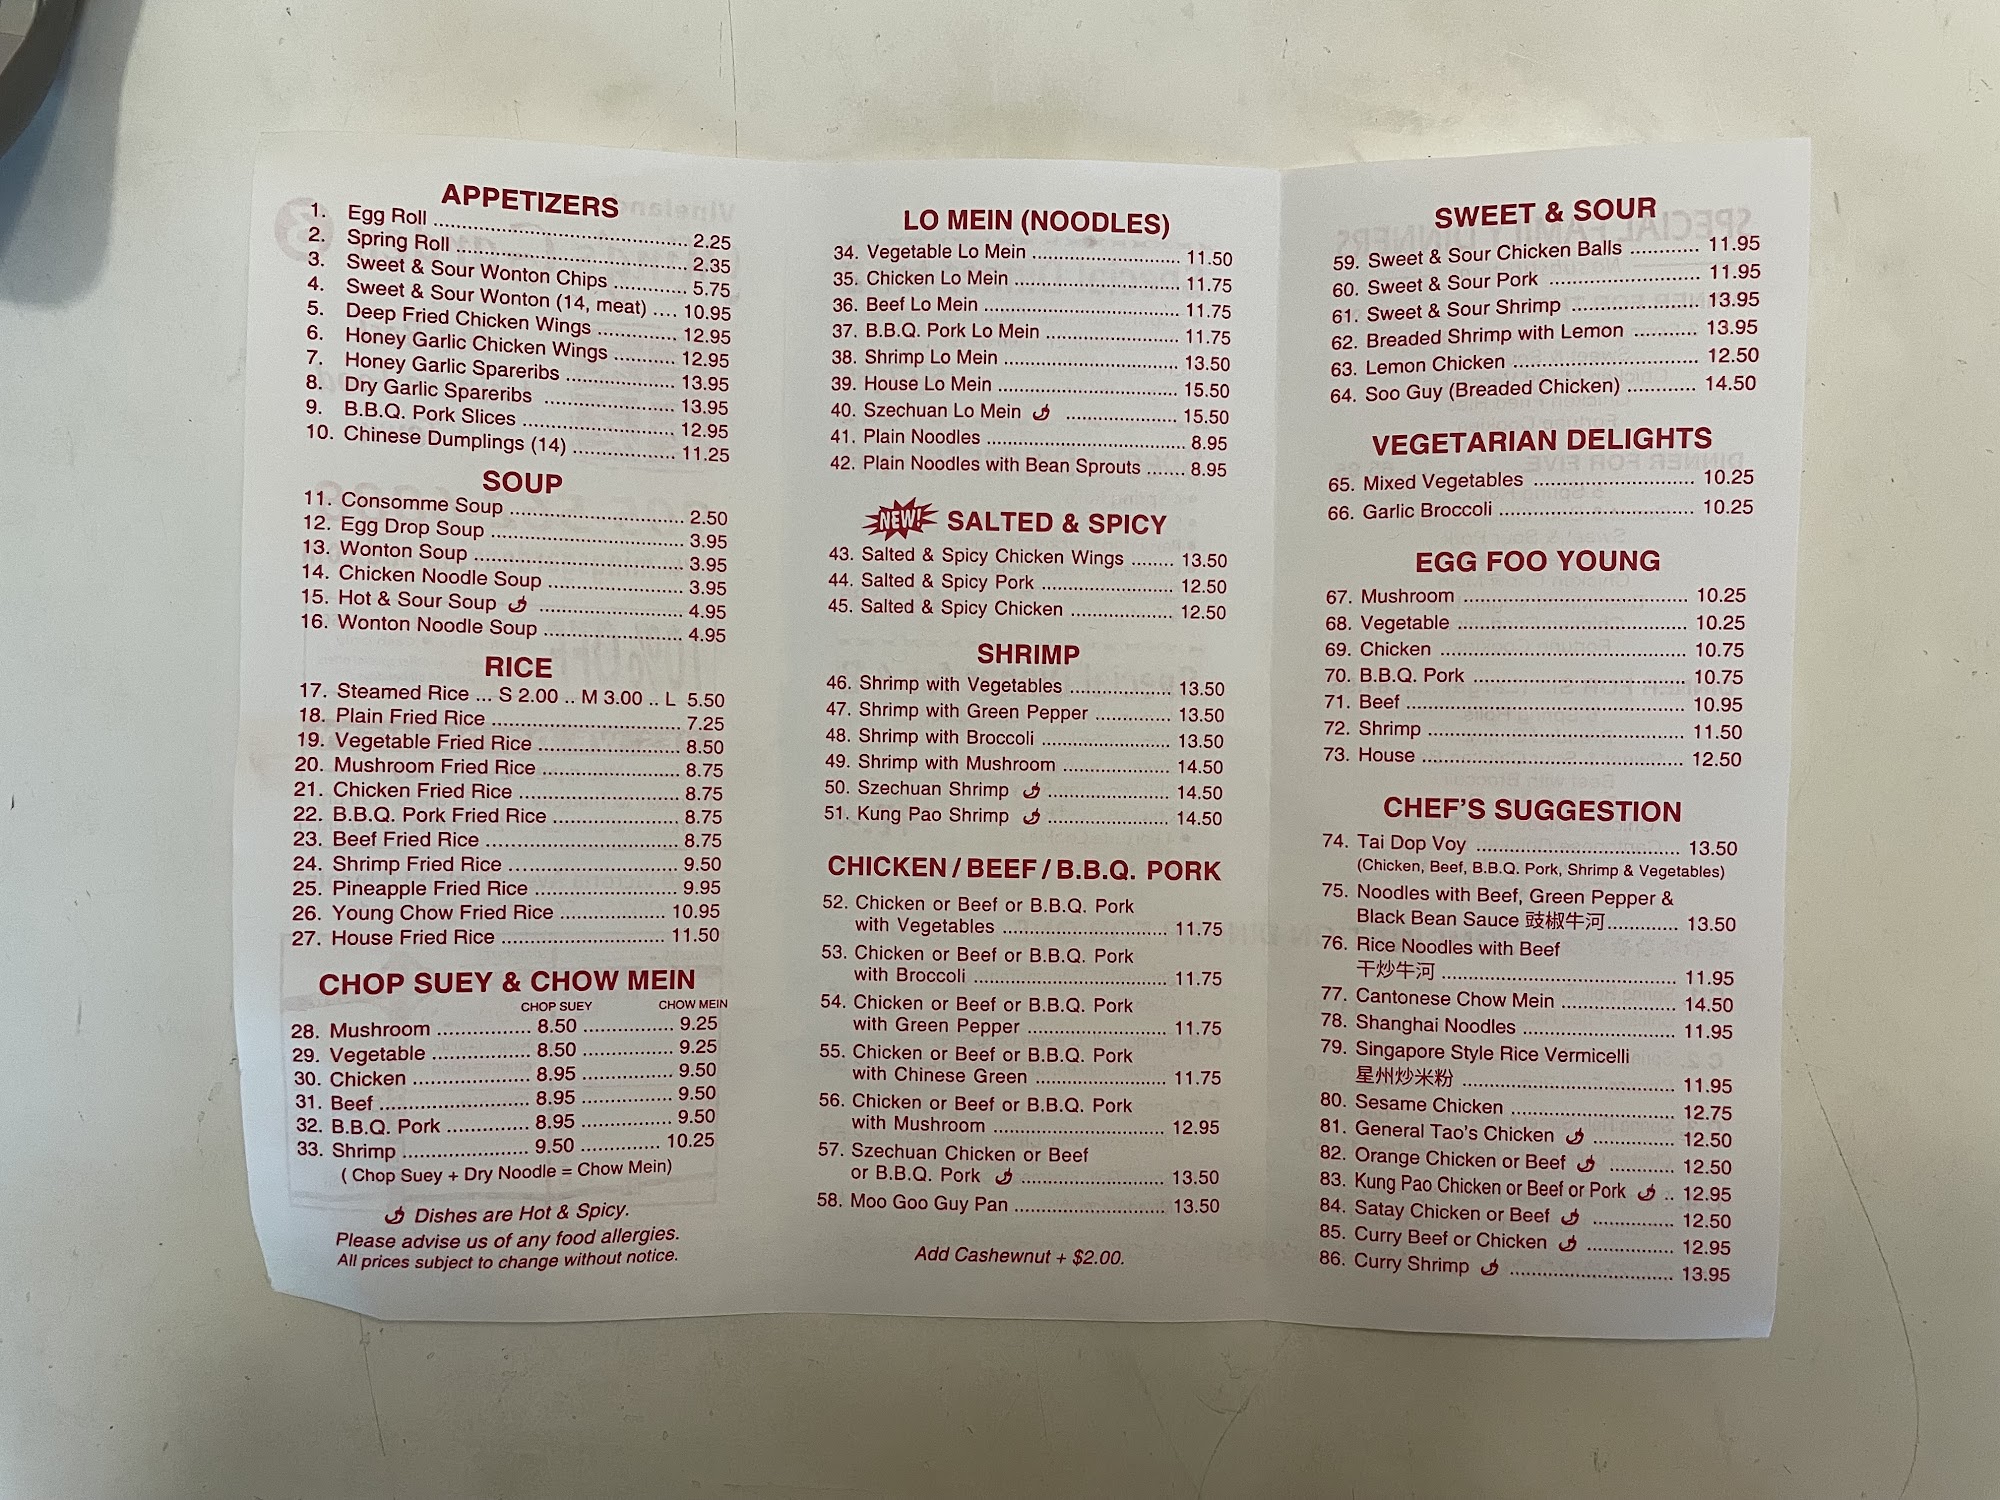 APPETIZERS
1. Egg Roll 2.25
2. Spring Roll 2.35
3. Sweet & Sour Wonton Chips 5.75
4. Sweet & Sour Wonton (14, meat) 10.95
5. Deep Fried Chicken Wings 12.95
6. Honey Garlic Chicken Wings 12.95
7. Honey Garlic Spareribs 13.95
8. Dry Garlic Spareribs 13.95
9. B.B.Q. Pork Slices 12.95
10. Chinese Dumplings (14) 11.25
SOUP
11. Consomme Soup 2.50
12. Egg Drop Soup 3.95
13. Wonton Soup 3.95
14. Chicken Noodle Soup 3.95
15. Hot & Sour Soup 4.95
16. Wonton Noodle Soup 4.95
RICE
17. Steamed Rice ... S 2.00 .. M 3.00 .. L 5.50
18. Plain Fried Rice 7.25
19. Vegetable Fried Rice 8.50
20. Mushroom Fried Rice 8.75
21. Chicken Fried Rice 8.75
22. B.B.Q. Pork Fried Rice 8.75
23. Beef Fried Rice 8.75
24. Shrimp Fried Rice 9.50
25. Pineapple Fried Rice 9.95
26. Young Chow Fried Rice 10.95
27. House Fried Rice 11.50
CHOP SUEY & CHOW MEIN
CHOP SUEY CHOW MEIN
28. Mushroom 8.50 9.25
29. Vegetable 8.50 9.25
30. Chicken 8.95 9.50
31. Beef 8.95 9.50
32. B.B.Q. Pork 8.95 9.50
33. Shrimp 9.50 10.25
( Chop Suey + Dry Noodle = Chow Mein)
Dishes are Hot & Spicy.
Please advise us of any food allergies.
All prices subject to change without notice.
LO MEIN (NOODLES)
34. Vegetable Lo Mein 11.50
35. Chicken Lo Mein 11.75
36. Beef Lo Mein 11.75
37. B.B.Q. Pork Lo Mein 11.75
38. Shrimp Lo Mein 13.50
39. House Lo Mein 15.50
40. Szechuan Lo Mein 15.50
41. Plain Noodles 8.95
42. Plain Noodles with Bean Sprouts 8.95
NEW! SALTED & SPICY
43. Salted & Spicy Chicken Wings 13.50
44. Salted & Spicy Pork 12.50
45. Salted & Spicy Chicken 12.50
SHRIMP
46. Shrimp with Vegetables 13.50
47. Shrimp with Green Pepper 13.50
48. Shrimp with Broccoli 13.50
49. Shrimp with Mushroom 14.50
50. Szechuan Shrimp 14.50
51. Kung Pao Shrimp 14.50
CHICKEN / BEEF / B.B.Q. PORK
52. Chicken or Beef or B.B.Q. Pork
with Vegetables 11.75
53. Chicken or Beef or B.B.Q. Pork
with Broccoli 11.75
54. Chicken or Beef or B.B.Q. Pork
with Green Pepper 11.75
55. Chicken or Beef or B.B.Q. Pork
with Chinese Green 11.75
56. Chicken or Beef or B.B.Q. Pork
with Mushroom 12.95
57. Szechuan Chicken or Beef
or B.B.Q. Pork 13.50
58. Moo Goo Guy Pan 13.50
Add Cashewnut + $2.00.
SWEET & SOUR
59. Sweet & Sour Chicken Balls 11.95
60. Sweet & Sour Pork 11.95
61. Sweet & Sour Shrimp 13.95
62. Breaded Shrimp with Lemon 13.95
63. Lemon Chicken 12.50
64. Soo Guy (Breaded Chicken) 14.50
VEGETARIAN DELIGHTS
65. Mixed Vegetables 10.25
66. Garlic Broccoli 10.25
EGG FOO YOUNG
67. Mushroom 10.25
68. Vegetable 10.25
69. Chicken 10.75
70. B.B.Q. Pork 10.75
71. Beef 10.95
72. Shrimp 11.50
73. House 12.50
CHEF'S SUGGESTION
74. Tai Dop Voy 13.50
(Chicken, Beef, B.B.Q. Pork, Shrimp & Vegetables)
75. Noodles with Beef, Green Pepper &
Black Bean Sauce 豉椒牛河 13.50
76. Rice Noodles with Beef
干炒牛河 11.95
77. Cantonese Chow Mein 14.50
78. Shanghai Noodles 11.95
79. Singapore Style Rice Vermicelli
星州炒米粉 11.95
80. Sesame Chicken 12.75
81. General Tao's Chicken 12.50
82. Orange Chicken or Beef 12.50
83. Kung Pao Chicken or Beef or Pork 12.95
84. Satay Chicken or Beef 12.50
85. Curry Beef or Chicken 12.95
86. Curry Shrimp 13.95